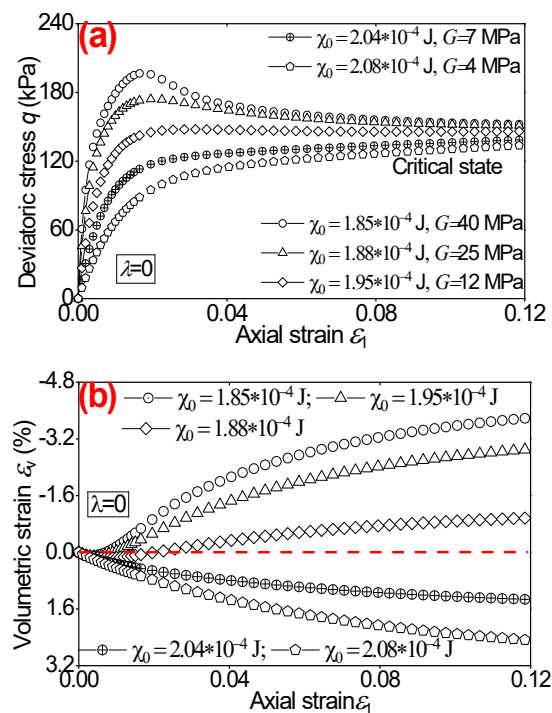 (a)
240
180
120
60
0
Deviatoric stress q (kPa)
χ₀ = 2.04*10⁻⁴ J, G=7 MPa
χ₀ = 2.08*10⁻⁴ J, G=4 MPa
Critical state
χ₀ = 1.85*10⁻⁴ J, G=40 MPa
χ₀ = 1.88*10⁻⁴ J, G=25 MPa
χ₀ = 1.95*10⁻⁴ J, G=12 MPa
λ=0
0.00 0.04 0.08 0.12
Axial strain ε₁
(b)
-4.8
-3.2
-1.6
0.0
1.6
3.2
Volumetric strain εᵥ (%)
χ₀ = 1.85*10⁻⁴ J; χ₀ = 1.95*10⁻⁴ J
χ₀ = 1.88*10⁻⁴ J
λ=0
χ₀ = 2.04*10⁻⁴ J; χ₀ = 2.08*10⁻⁴ J
0.00 0.04 0.08 0.12
Axial strain ε₁